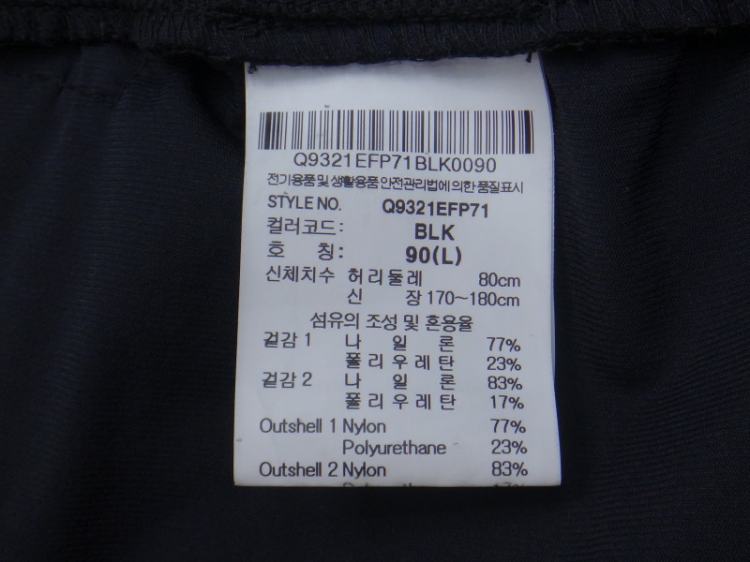 Q9321EFP71BLK0090
전기용품및생활용품안전관리법에의한품질표시
STYLE NO. Q9321EFP71
컬러코드: BLK
호 칭: 90(L)
신체치수 허리둘레 80cm
신 장 170~180cm
섬유의 조성 및 혼용율
겉감 1 나 일 론 77%
폴 리 우 레 탄 23%
겉감 2 나 일 론 83%
폴 리 우 레 탄 17%
Outshell 1 Nylon 77%
Polyurethane 23%
Outshell 2 Nylon 83%